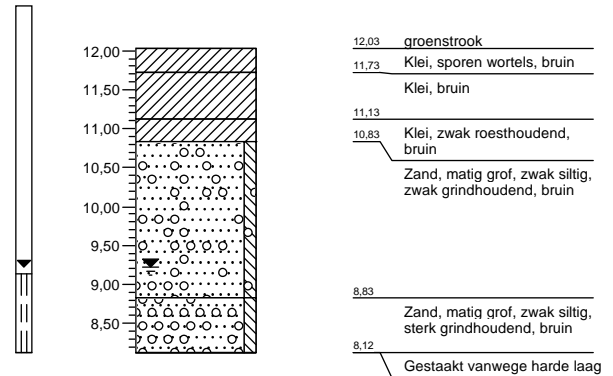 12,00
11,50
11,00
10,50
10,00
9,50
9,00
8,50
12,03 groenstrook
11,73 Klei, sporen wortels, bruin
Klei, bruin
11,13
10,83 Klei, zwak roesthoudend,
bruin
Zand, matig grof, zwak siltig,
zwak grindhoudend, bruin
8,83
Zand, matig grof, zwak siltig,
sterk grindhoudend, bruin
8,12
Gestaakt vanwege harde laag